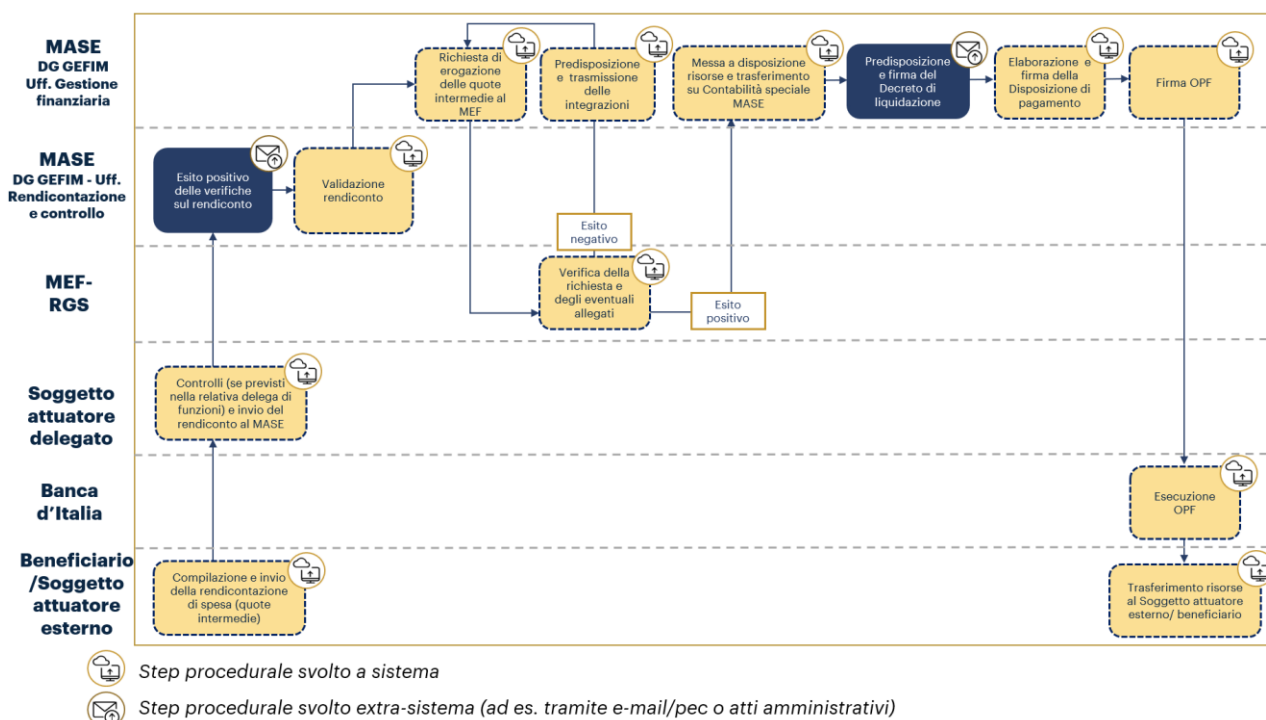 MASE
DG GEFIM
Uff. Gestione
finanziaria
Richiesta di
erogazione
delle quote
intermedie al
MEF
Predisposizione
e trasmissione
delle
integrazioni
Messa a disposizione
risorse e trasferimento
su Contabilità speciale
MASE
Predisposizione
e firma del
Decreto di
liquidazione
Elaborazione e
firma della
Disposizione di
pagamento
Firma OPF
MASE
DG GEFIM - Uff.
Rendicontazione
e controllo
Esito positivo
delle verifiche
sul rendiconto
Validazione
rendiconto
Esito
negativo
MEF-
RGS
Verifica della
richiesta e
degli eventuali
allegati
Esito
positivo
Soggetto
attuatore
delegato
Controlli (se previsti
nella relativa delega di
funzioni) e invio del
rendiconto al MASE
Banca
d’Italia
Esecuzione
OPF
Beneficiario
/Soggetto
attuatore
esterno
Compilazione e invio
della rendicontazione
di spesa (quote
intermedie)
Trasferimento risorse
al Soggetto attuatore
esterno/ beneficiario
Step procedurale svolto a sistema
Step procedurale svolto extra-sistema (ad es. tramite e-mail/pec o atti amministrativi)